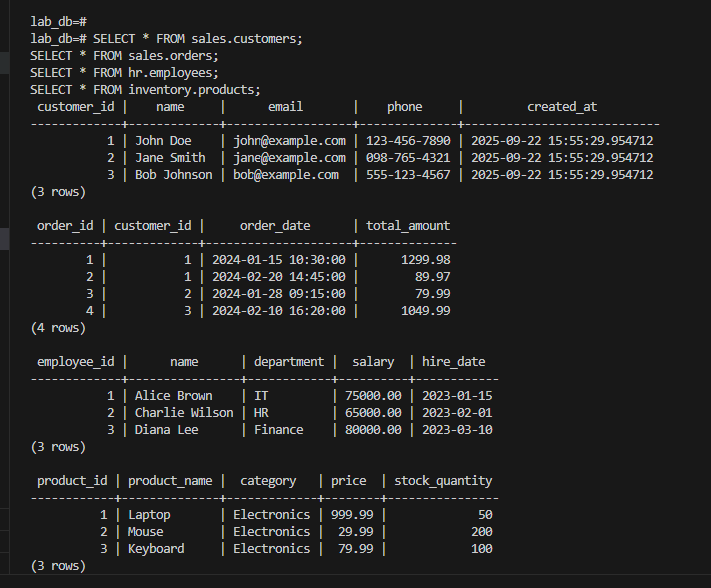 lab_db=#
lab_db=# SELECT * FROM sales.customers;
SELECT * FROM sales.orders;
SELECT * FROM hr.employees;
SELECT * FROM inventory.products;
 customer_id |    name     |      email       |    phone     |         created_at
-------------+-------------+------------------+--------------+----------------------------
           1 | John Doe    | john@example.com | 123-456-7890 | 2025-09-22 15:55:29.954712
           2 | Jane Smith  | jane@example.com | 098-765-4321 | 2025-09-22 15:55:29.954712
           3 | Bob Johnson | bob@example.com  | 555-123-4567 | 2025-09-22 15:55:29.954712
(3 rows)

 order_id | customer_id |     order_date      | total_amount
----------+-------------+---------------------+--------------
        1 |           1 | 2024-01-15 10:30:00 |      1299.98
        2 |           1 | 2024-02-20 14:45:00 |        89.97
        3 |           2 | 2024-01-28 09:15:00 |        79.99
        4 |           3 | 2024-02-10 16:20:00 |      1049.99
(4 rows)

 employee_id |      name      | department |  salary  | hire_date
-------------+----------------+------------+----------+------------
           1 | Alice Brown    | IT         | 75000.00 | 2023-01-15
           2 | Charlie Wilson | HR         | 65000.00 | 2023-02-01
           3 | Diana Lee      | Finance    | 80000.00 | 2023-03-10
(3 rows)

 product_id | product_name |  category   | price  | stock_quantity
------------+--------------+-------------+--------+----------------
          1 | Laptop       | Electronics | 999.99 |             50
          2 | Mouse        | Electronics |  29.99 |            200
          3 | Keyboard     | Electronics |  79.99 |            100
(3 rows)